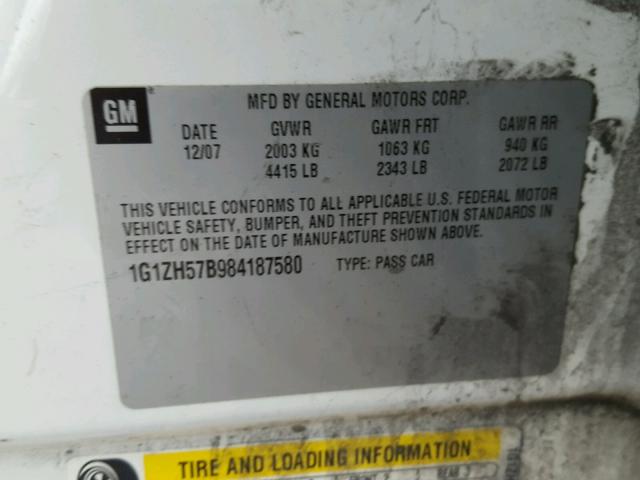 GM
MFD BY GENERAL MOTORS CORP.
DATE GVWR GAWR FRT GAWR RR
12/07 2003 KG 1063 KG 940 KG
4415 LB 2343 LB 2072 LB
THIS VEHICLE CONFORMS TO ALL APPLICABLE U.S. FEDERAL MOTOR
VEHICLE SAFETY, BUMPER, AND THEFT PREVENTION STANDARDS IN
EFFECT ON THE DATE OF MANUFACTURE SHOWN ABOVE.
1G1ZH57B984187580 TYPE: PASS CAR
TIRE AND LOADING INFORMATION